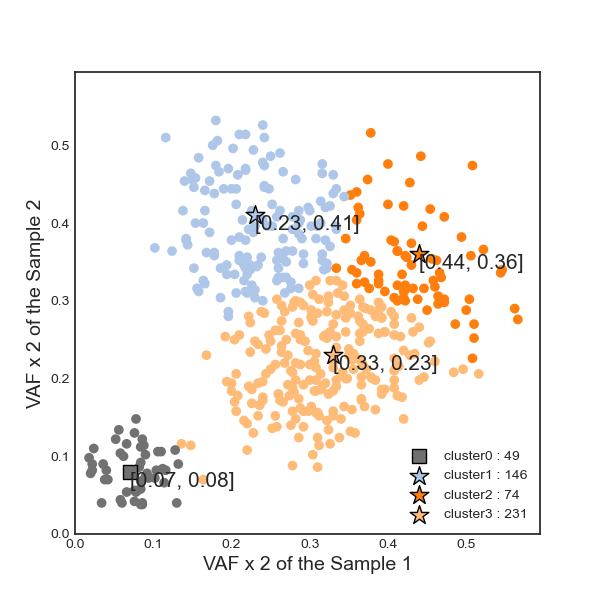 0.5
0.4
0.3
0.2
0.1
0.0
VAF x 2 of the Sample 2
[0.23, 0.41]
[0.44, 0.36]
[0.33, 0.23]
[0.07, 0.08]
cluster0 : 49
cluster1 : 146
cluster2 : 74
cluster3 : 231
0.0 0.1 0.2 0.3 0.4 0.5
VAF x 2 of the Sample 1